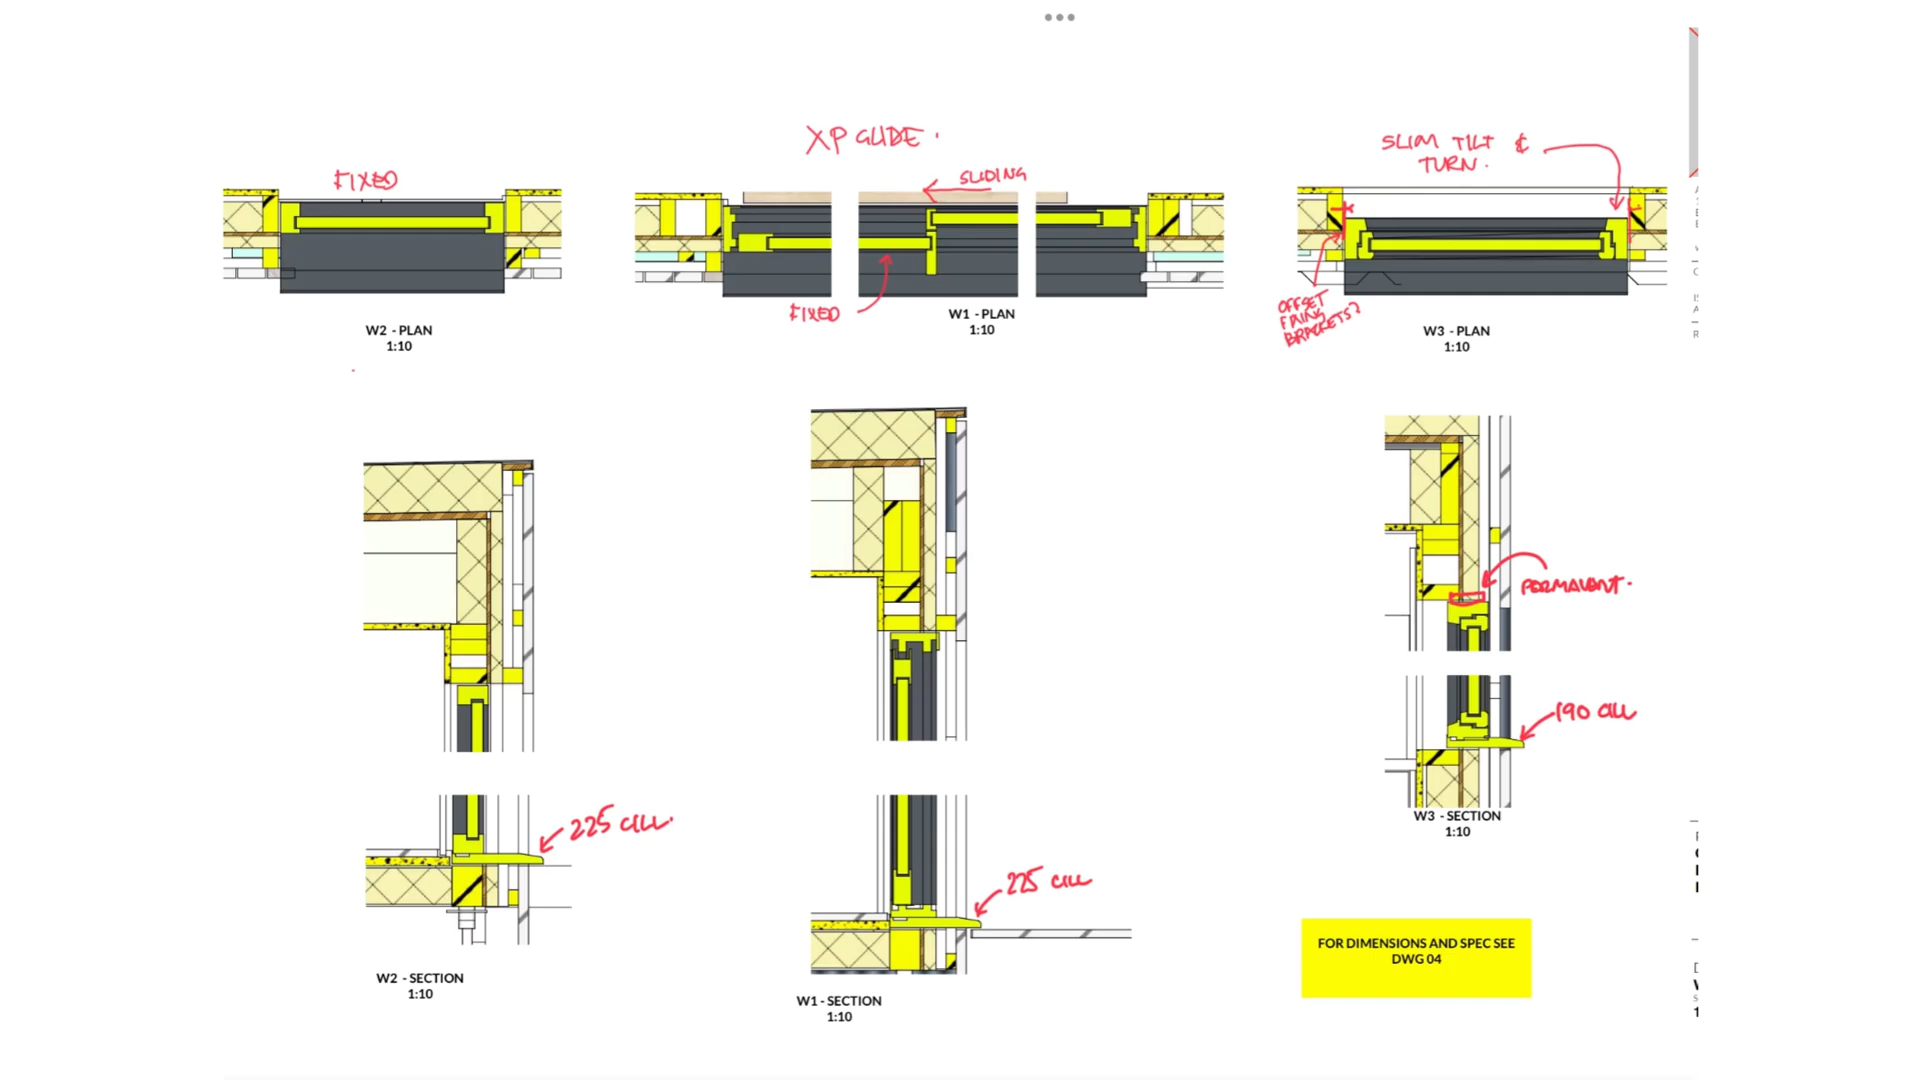 XP GLIDE.
FIXED
SLIDING
SLIM TILT &
TURN.
FIXED
OFFSET
FIXING
BRACKETS?
W2 - PLAN
1:10
W1 - PLAN
1:10
W3 - PLAN
1:10
PERMAVENT.
190 CILL
225 CILL.
225 CILL
W3 - SECTION
1:10
W2 - SECTION
1:10
W1 - SECTION
1:10
FOR DIMENSIONS AND SPEC SEE
DWG 04